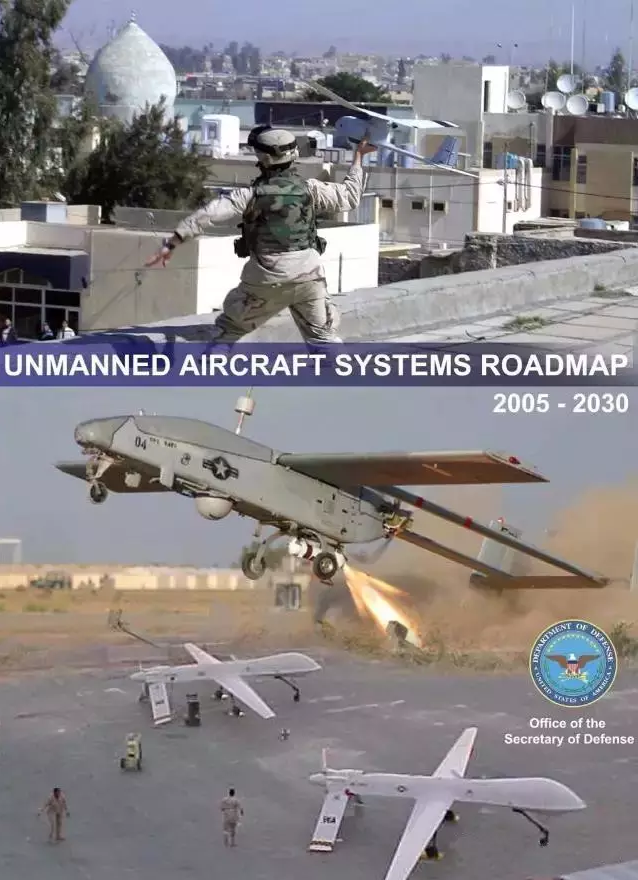 UNMANNED AIRCRAFT SYSTEMS ROADMAP
2005 - 2030
04
DEPARTMENT OF DEFENSE
UNITED STATES OF AMERICA
Office of the
Secretary of Defense